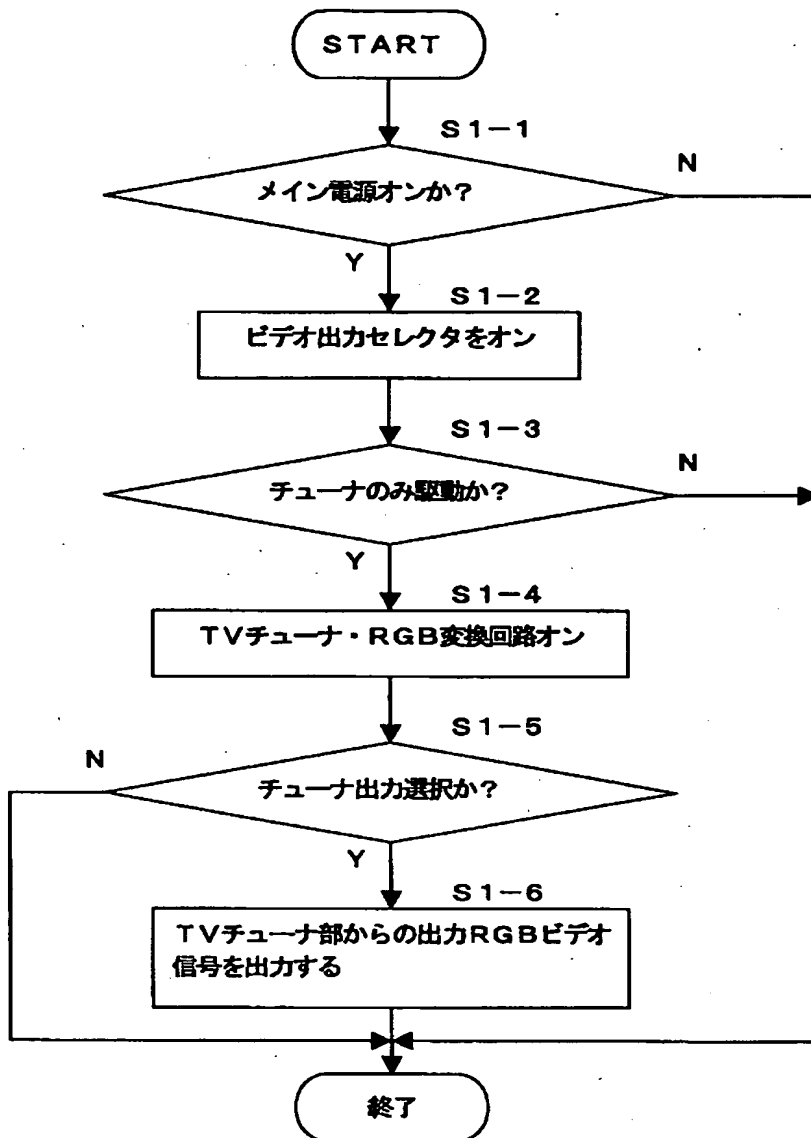 START
S1-1
メイン電源オンか?
N
Y
S1-2
ビデオ出力セレクタをオン
S1-3
チューナのみ駆動か?
N
Y
S1-4
TVチューナ・RGB変換回路オン
S1-5
N
チューナ出力選択か?
Y
S1-6
TVチューナ部からの出力RGBビデオ
信号を出力する
終了